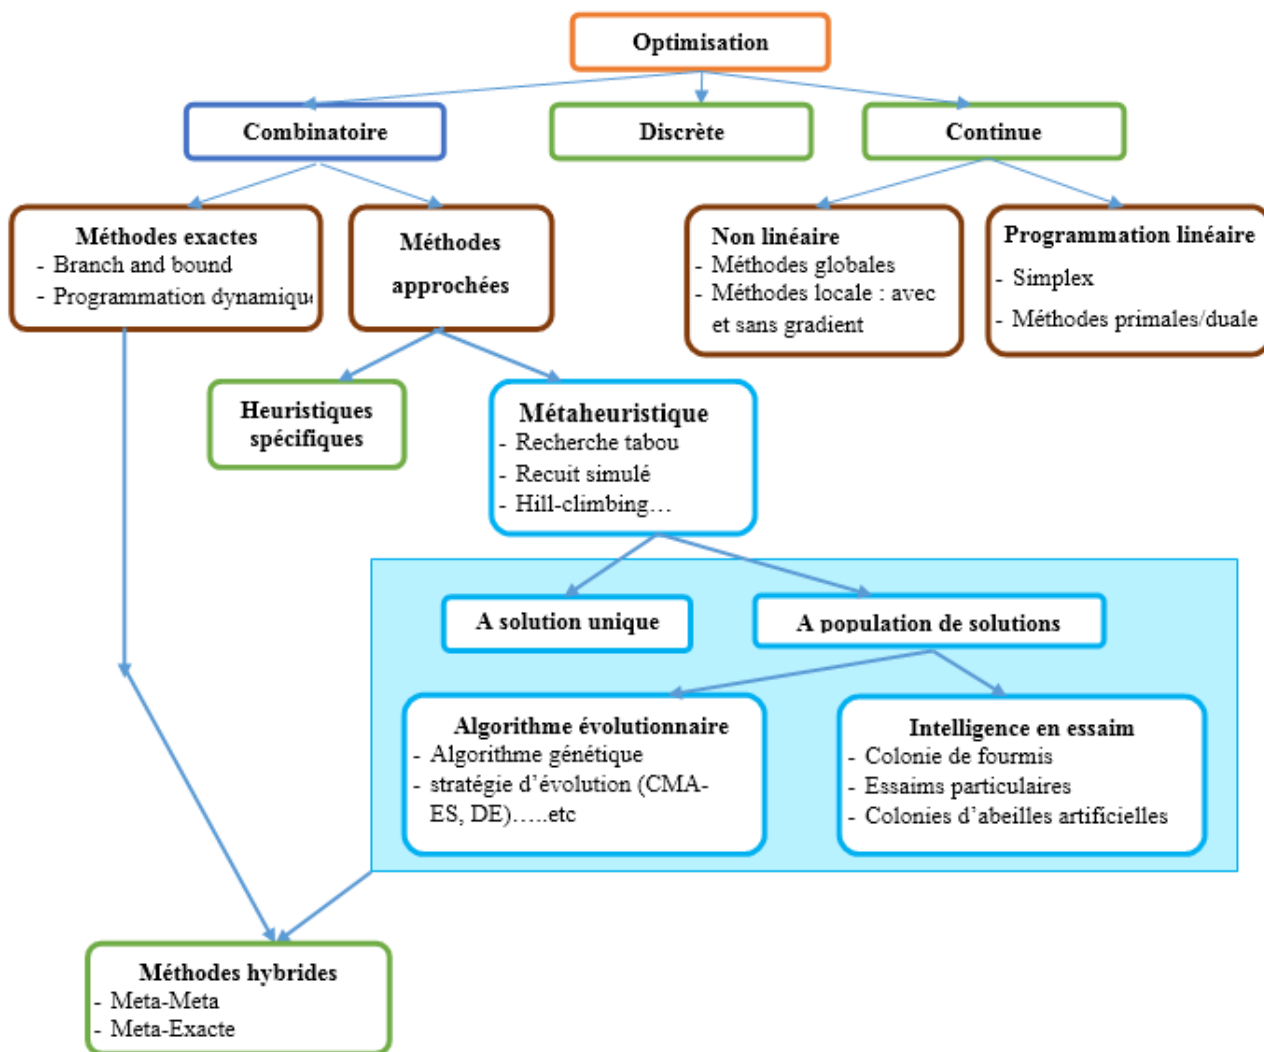 Optimisation
Combinatoire
Discrète
Continue
Méthodes exactes
- Branch and bound
- Programmation dynamique
Méthodes
approchées
Non linéaire
- Méthodes globales
- Méthodes locale : avec
et sans gradient
Programmation linéaire
- Simplex
- Méthodes primales/duale
Heuristiques
spécifiques
Métaheuristique
- Recherche tabou
- Recuit simulé
- Hill-climbing…
A solution unique
A population de solutions
Algorithme évolutionnaire
- Algorithme génétique
- stratégie d’évolution (CMA-
ES, DE)…..etc
Intelligence en essaim
- Colonie de fourmis
- Essaims particulaires
- Colonies d’abeilles artificielles
Méthodes hybrides
- Meta-Meta
- Meta-Exacte